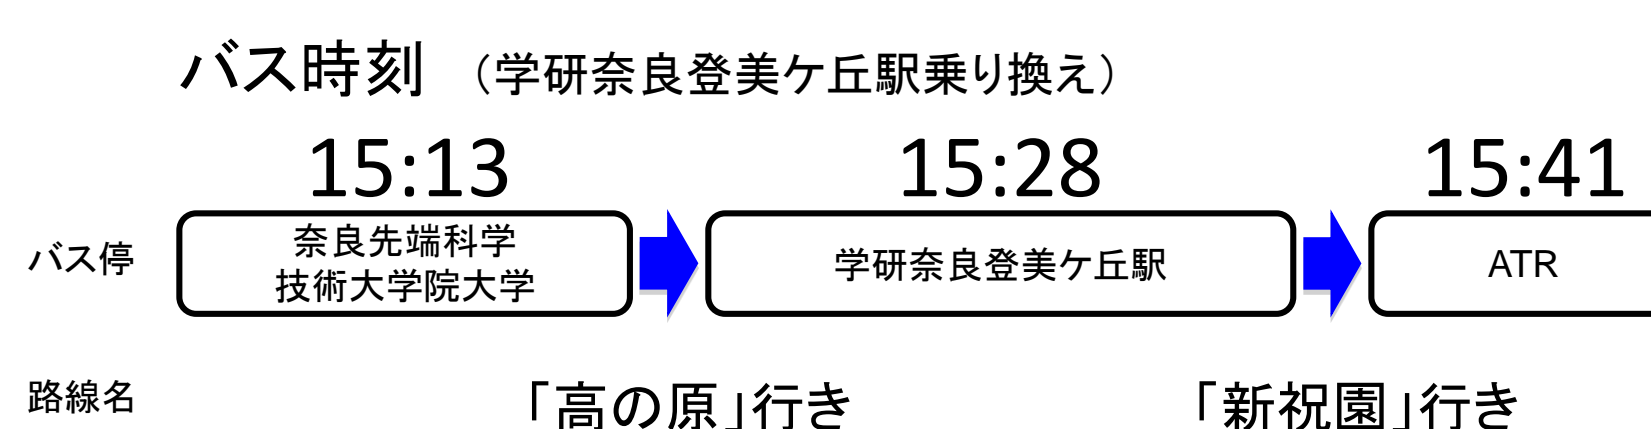 バス時刻 （学研奈良登美ケ丘駅乗り換え）
15:13 15:28 15:41
バス停
奈良先端科学
技術大学院大学
学研奈良登美ケ丘駅
ATR
路線名 「高の原」行き 「新祝園」行き